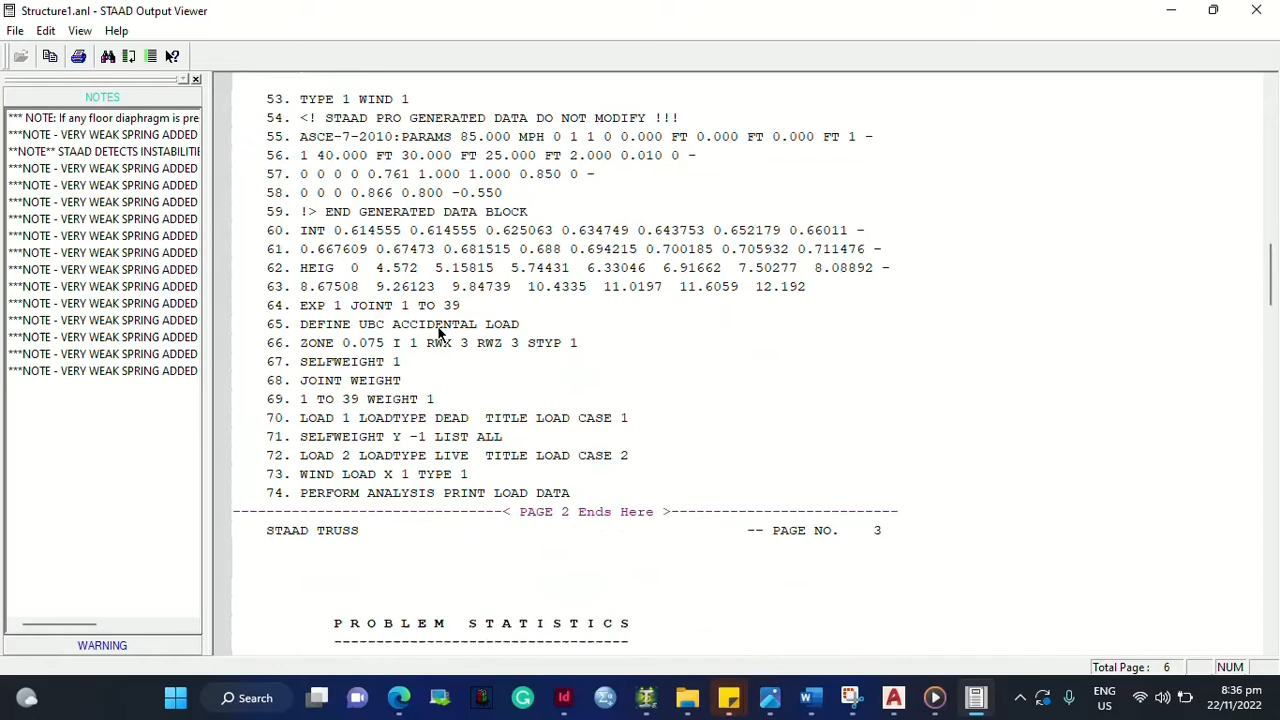 Structure1.anl - STAAD Output Viewer
File Edit View Help
NOTES
*** NOTE: If any floor diaphragm is pre
***NOTE - VERY WEAK SPRING ADDED
**NOTE** STAAD DETECTS INSTABILITIE
***NOTE - VERY WEAK SPRING ADDED
***NOTE - VERY WEAK SPRING ADDED
***NOTE - VERY WEAK SPRING ADDED
***NOTE - VERY WEAK SPRING ADDED
***NOTE - VERY WEAK SPRING ADDED
***NOTE - VERY WEAK SPRING ADDED
***NOTE - VERY WEAK SPRING ADDED
***NOTE - VERY WEAK SPRING ADDED
***NOTE - VERY WEAK SPRING ADDED
***NOTE - VERY WEAK SPRING ADDED
***NOTE - VERY WEAK SPRING ADDED
***NOTE - VERY WEAK SPRING ADDED
***NOTE - VERY WEAK SPRING ADDED
WARNING
53. TYPE 1 WIND 1
54. <! STAAD PRO GENERATED DATA DO NOT MODIFY !!!
55. ASCE-7-2010:PARAMS 85.000 MPH 0 1 1 0 0.000 FT 0.000 FT 0.000 FT 1 -
56. 1 40.000 FT 30.000 FT 25.000 FT 2.000 0.010 0 -
57. 0 0 0 0 0.761 1.000 1.000 0.850 0 -
58. 0 0 0 0.866 0.800 -0.550
59. !> END GENERATED DATA BLOCK
60. INT 0.614555 0.614555 0.625063 0.634749 0.643753 0.652179 0.66011 -
61. 0.667609 0.67473 0.681515 0.688 0.694215 0.700185 0.705932 0.711476 -
62. HEIG 0 4.572 5.15815 5.74431 6.33046 6.91662 7.50277 8.08892 -
63. 8.67508 9.26123 9.84739 10.4335 11.0197 11.6059 12.192
64. EXP 1 JOINT 1 TO 39
65. DEFINE UBC ACCIDENTAL LOAD
66. ZONE 0.075 I 1 RWX 3 RWZ 3 STYP 1
67. SELFWEIGHT 1
68. JOINT WEIGHT
69. 1 TO 39 WEIGHT 1
70. LOAD 1 LOADTYPE DEAD TITLE LOAD CASE 1
71. SELFWEIGHT Y -1 LIST ALL
72. LOAD 2 LOADTYPE LIVE TITLE LOAD CASE 2
73. WIND LOAD X 1 TYPE 1
74. PERFORM ANALYSIS PRINT LOAD DATA
< PAGE 2 Ends Here >
STAAD TRUSS -- PAGE NO. 3
P R O B L E M S T A T I S T I C S
Total Page: 6 NUM
Search
ENG
US
8:36 pm
22/11/2022